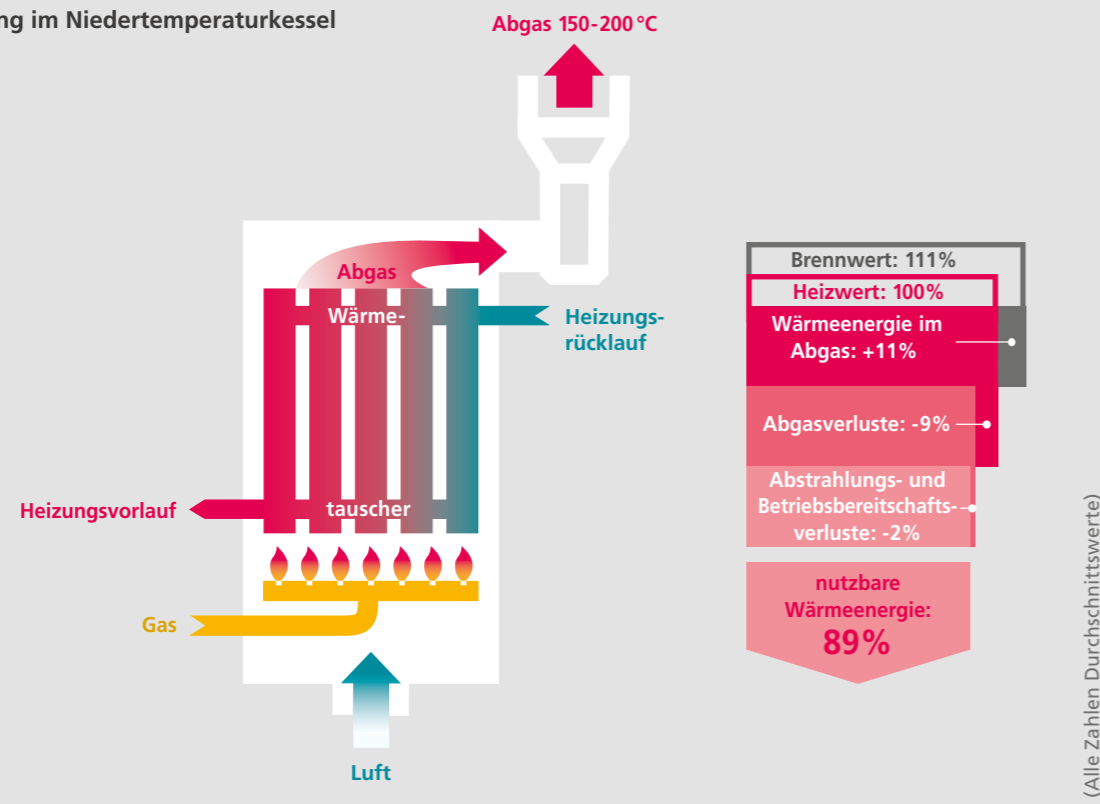 ng im Niedertemperaturkessel
Abgas 150-200 °C
Abgas
Wärme-
tauscher
Heizungs-
rücklauf
Heizungsvorlauf
Gas
Luft
Brennwert: 111%
Heizwert: 100%
Wärmeenergie im
Abgas: +11%
Abgasverluste: -9%
Abstrahlungs- und
Betriebsbereitschafts-
verluste: -2%
nutzbare
Wärmeenergie:
89%
(Alle Zahlen Durchschnittswerte)